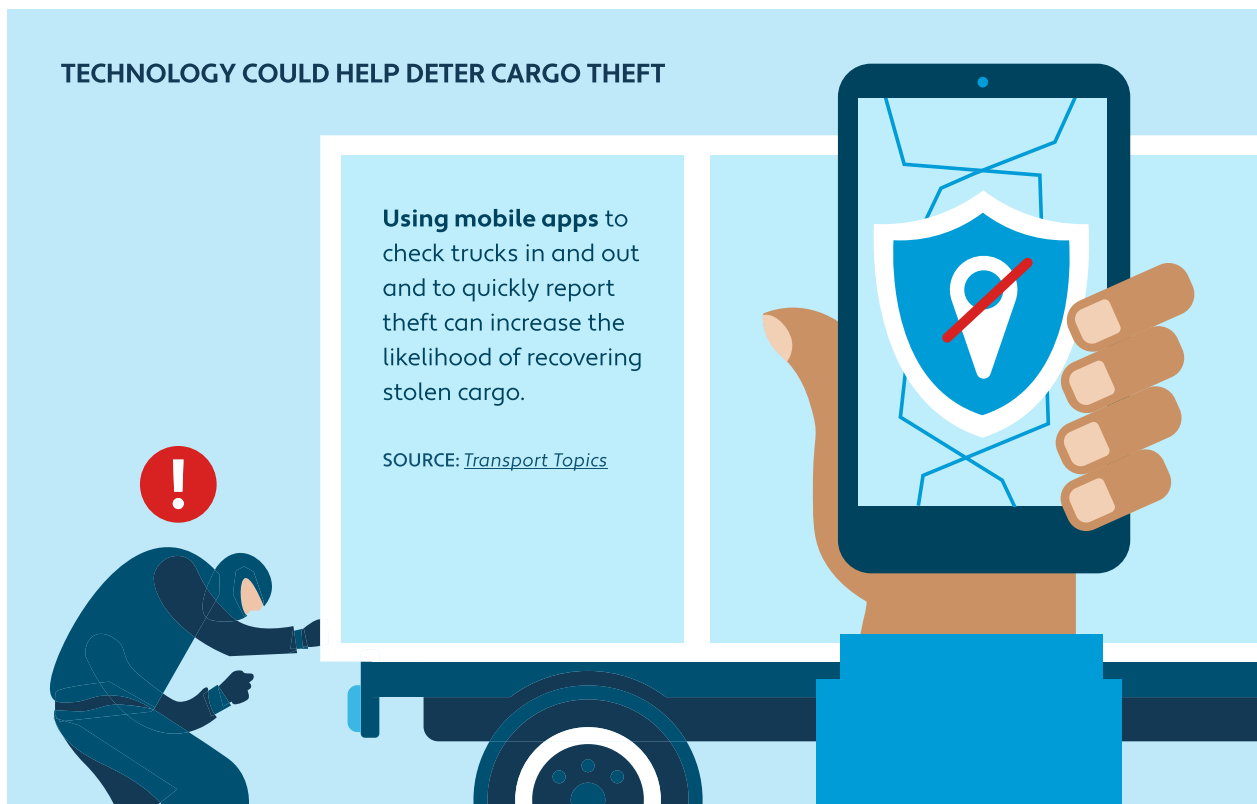 TECHNOLOGY COULD HELP DETER CARGO THEFT
Using mobile apps to
check trucks in and out
and to quickly report
theft can increase the
likelihood of recovering
stolen cargo.
SOURCE: Transport Topics
!